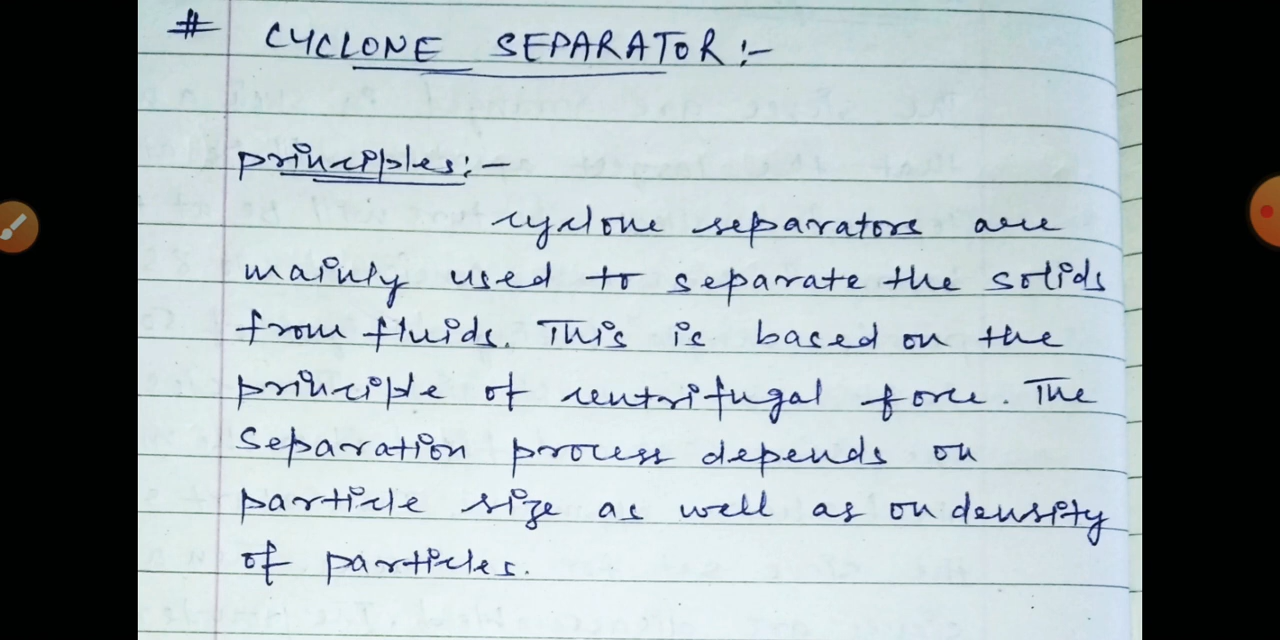 # CYCLONE SEPARATOR :-
principles :-
cyclone separators are
mainly used to separate the solids
from fluids. This is based on the
principle of centrifugal force. The
separation process depends on
particle size as well as on density
of particles.